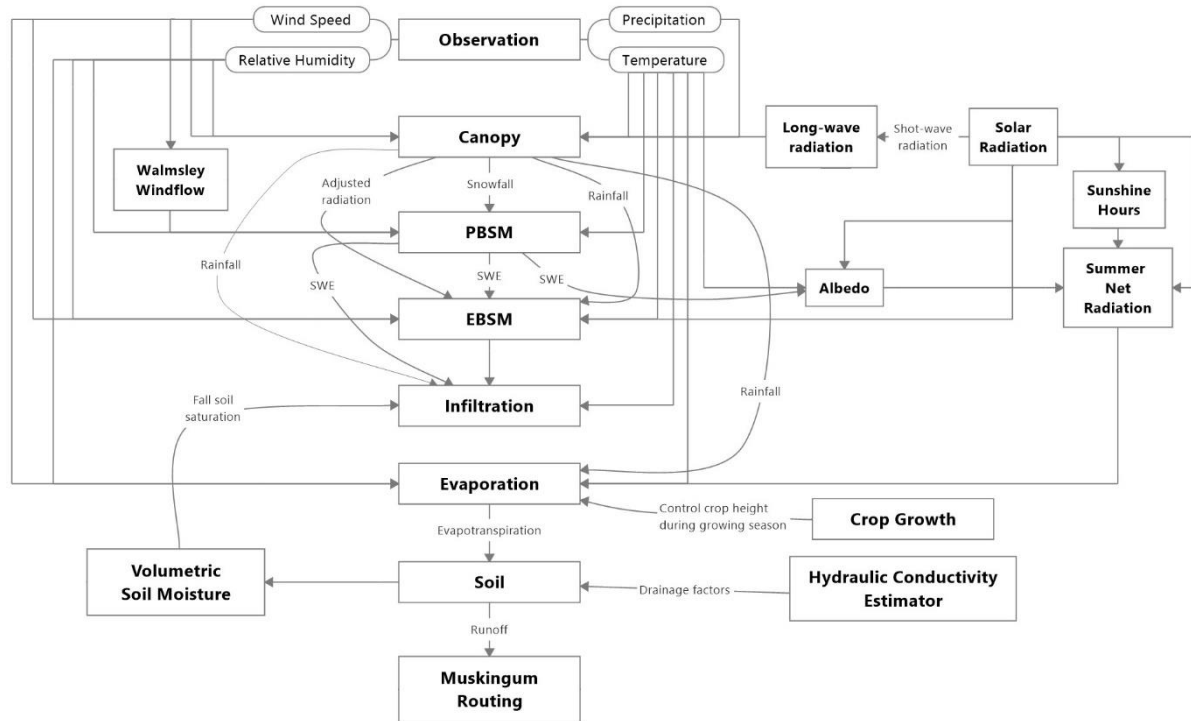 Wind Speed
Precipitation
Observation
Relative Humidity
Temperature
Canopy
Long-wave
radiation
Shot-wave
radiation
Solar
Radiation
Walmsley
Windflow
Adjusted
radiation
Snowfall
Rainfall
Sunshine
Hours
PBSM
Rainfall
SWE
SWE
SWE
Albedo
Summer
Net
Radiation
EBSM
Fall soil
saturation
Infiltration
Rainfall
Evaporation
Control crop height
during growing season
Crop Growth
Evapotranspiration
Volumetric
Soil Moisture
Soil
Drainage factors
Hydraulic Conductivity
Estimator
Runoff
Muskingum
Routing